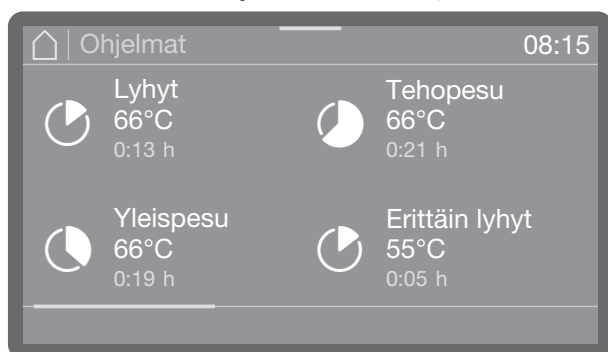 Ohjelmat 08:15
Lyhyt
66°C
0:13 h
Tehopesu
66°C
0:21 h
Yleispesu
66°C
0:19 h
Erittäin lyhyt
55°C
0:05 h